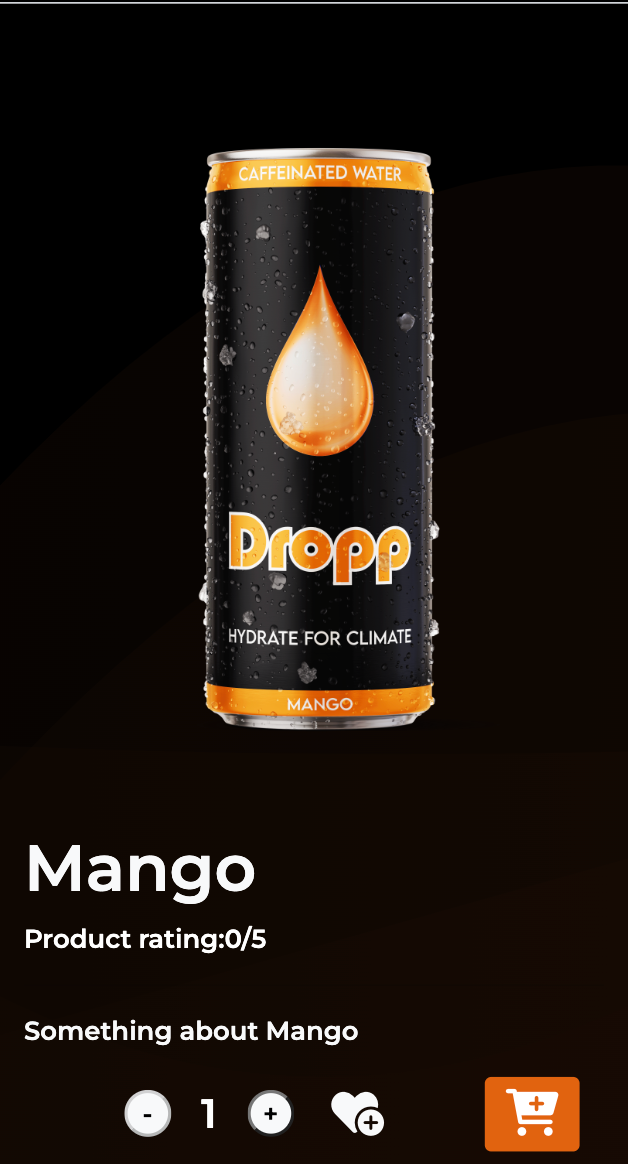 CAFFEINATED WATER
Dropp
HYDRATE FOR CLIMATE
MANGO
Mango
Product rating:0/5
Something about Mango
- 1 +